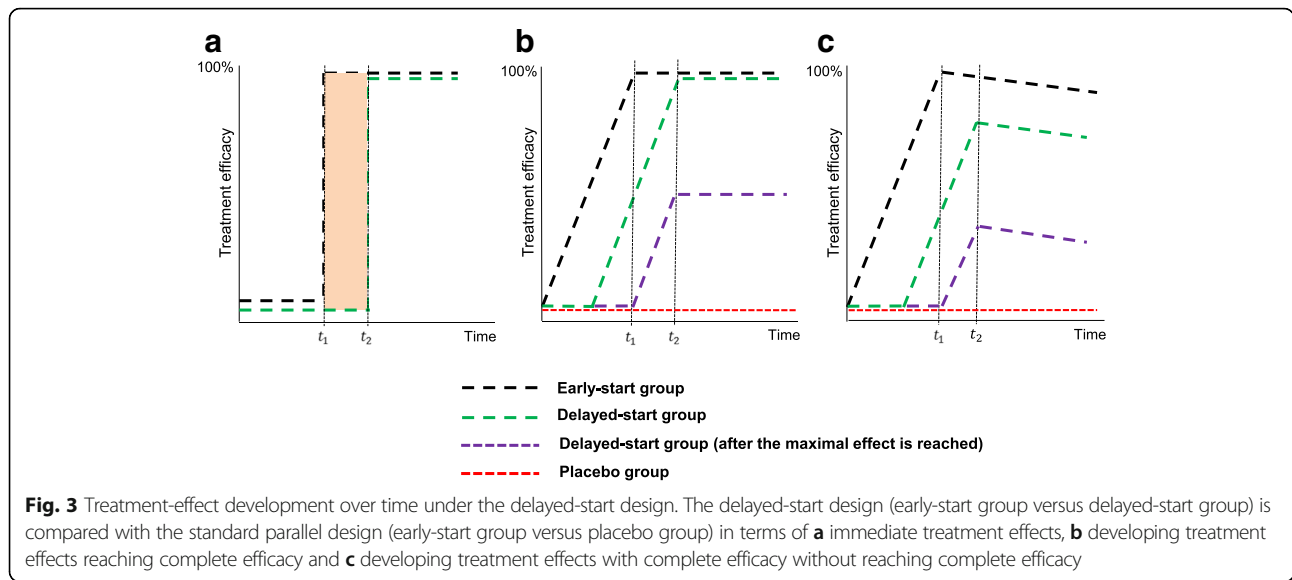 a
b
c
100%
100%
100%
Treatment efficacy
Treatment efficacy
Treatment efficacy
t1
t2
Time
t1
t2
Time
t1
t2
Time
Early-start group
Delayed-start group
Delayed-start group (after the maximal effect is reached)
Placebo group
Fig. 3 Treatment-effect development over time under the delayed-start design. The delayed-start design (early-start group versus delayed-start group) is
compared with the standard parallel design (early-start group versus placebo group) in terms of a immediate treatment effects, b developing treatment
effects reaching complete efficacy and c developing treatment effects with complete efficacy without reaching complete efficacy